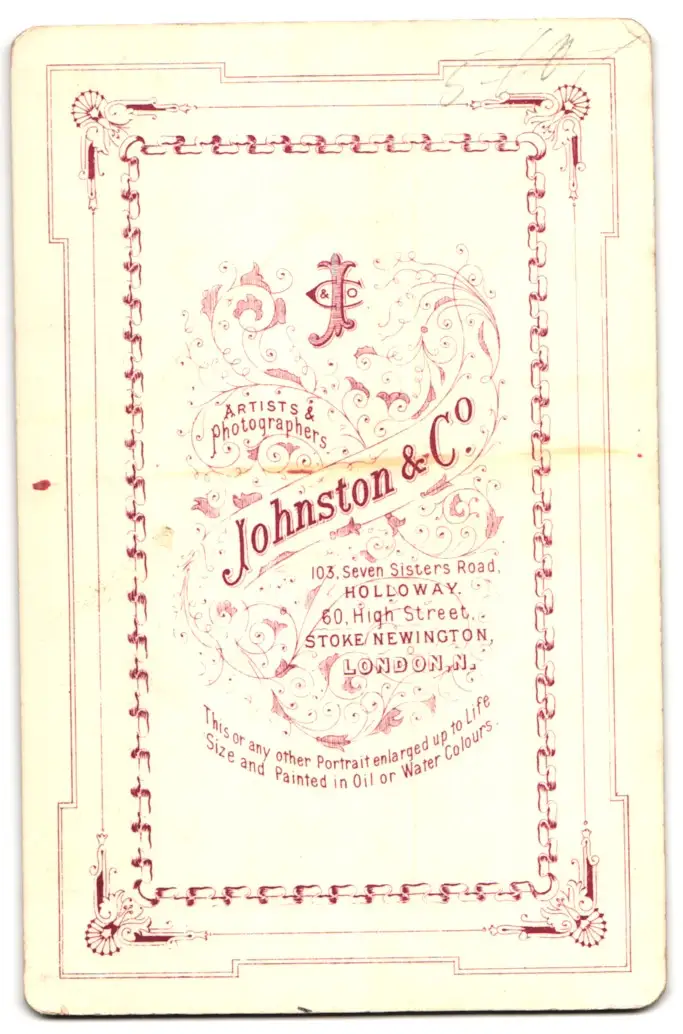 J & Co
ARTISTS &
Photographers
Johnston & Co
103, Seven Sisters Road,
HOLLOWAY.
60, High Street,
STOKE NEWINGTON,
LONDON, N.
This or any other Portrait enlarged up to Life
Size and Painted in Oil or Water Colours.